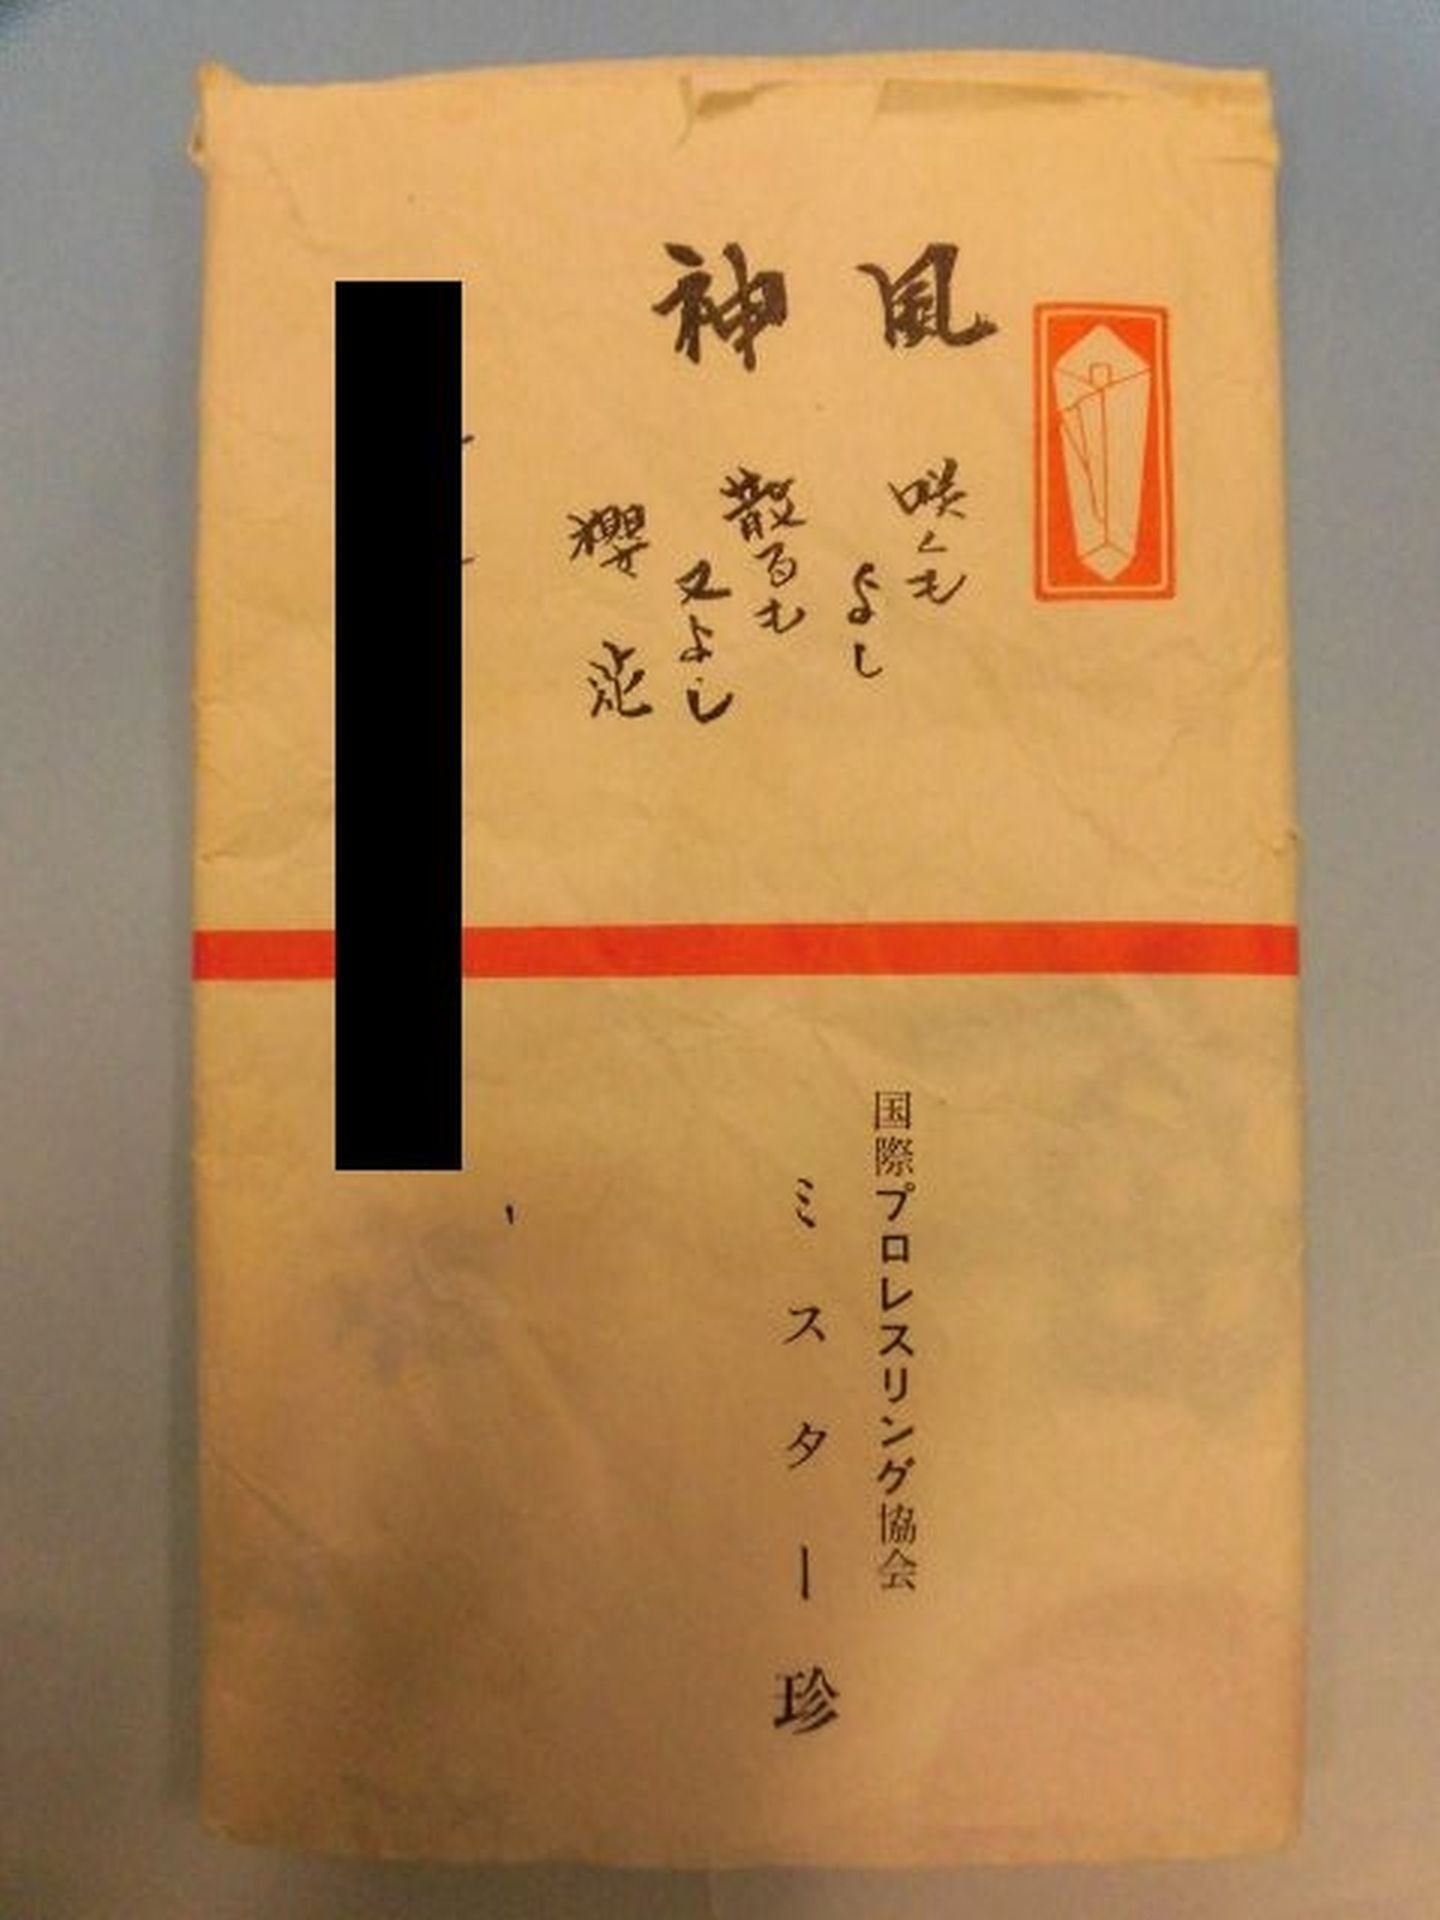 神風
咲くも
よし
散るも
又よし
櫻花
国際プロレスリング協会
ミスター珍